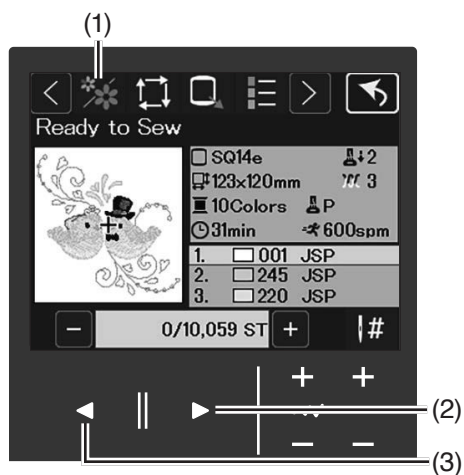 (1)
Ready to Sew
SQ14e 2
123x120mm 3
10Colors P
31min 600spm
1. 001 JSP
2. 245 JSP
3. 220 JSP
− 0/10,059 ST + #
+ +
(2)
− −
(3)